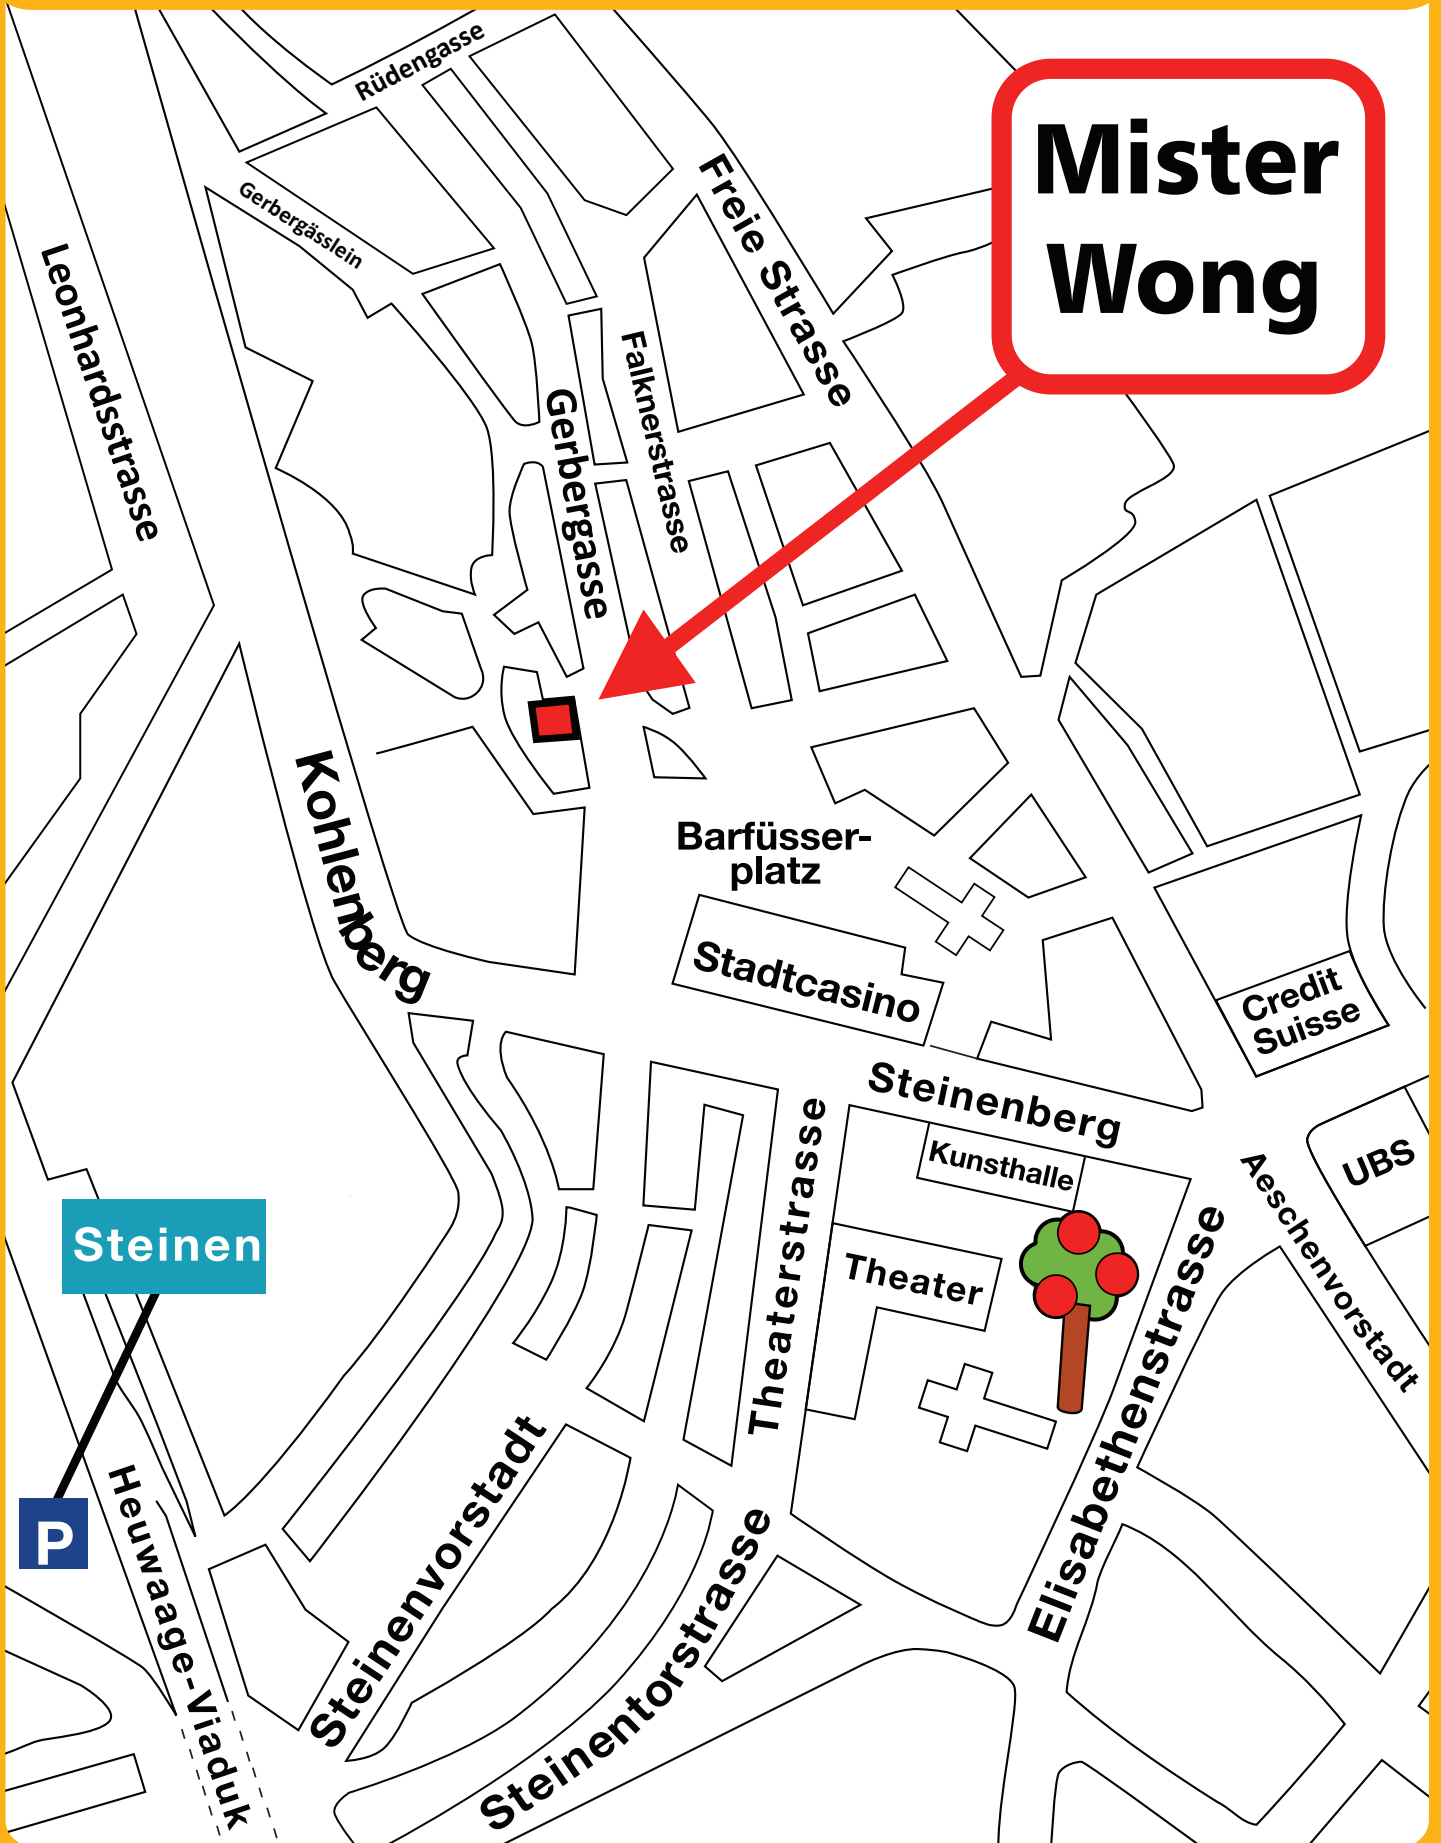 Rüdengasse
Mister
Wong
Freie Strasse
Gerbergässlein
Leonhardsstrasse
Falknerstrasse
Gerbergasse
Kohlenberg
Barfüsser-
platz
Stadtcasino
Credit
Suisse
Steinenberg
UBS
Kunsthalle
Theaterstrasse
Aeschenvorstadt
Steinen
Theater
Elisabethenstrasse
P
Heuwaage-Viaduk
Steinenvorstadt
Steinentorstrasse